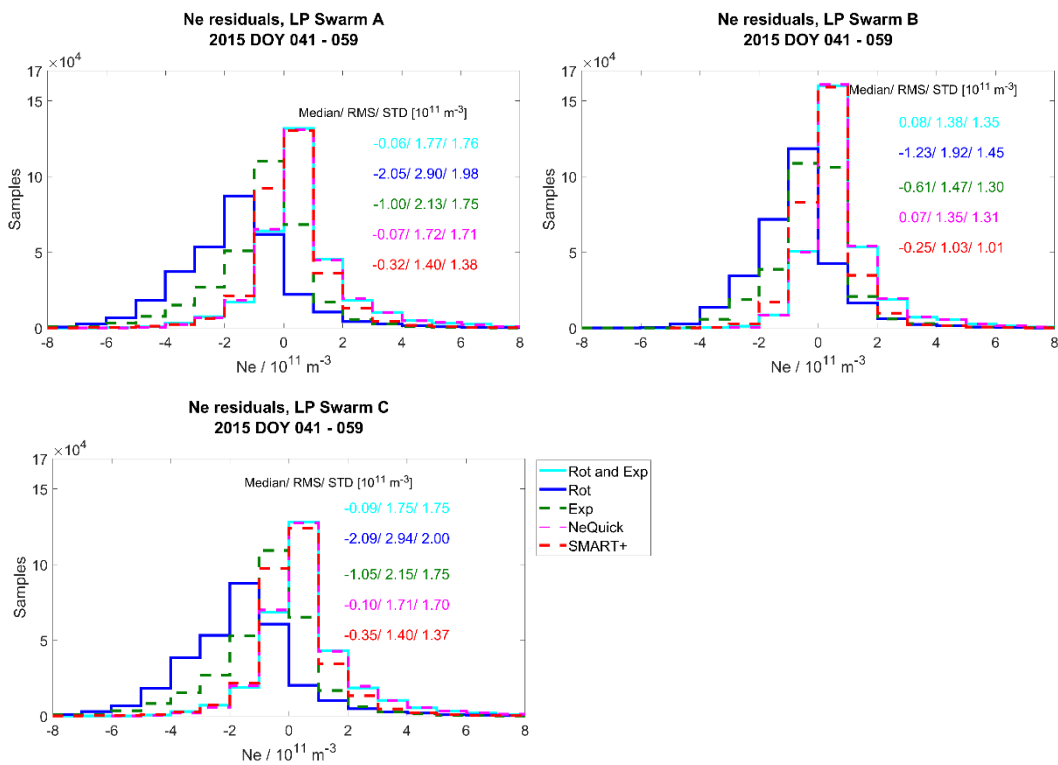 Ne residuals, LP Swarm A
2015 DOY 041 - 059
×10⁴
17
15
10
5
0
Samples
Median/ RMS/ STD [10¹¹ m⁻³]
-0.06/ 1.77/ 1.76
-2.05/ 2.90/ 1.98
-1.00/ 2.13/ 1.75
-0.07/ 1.72/ 1.71
-0.32/ 1.40/ 1.38
-8 -6 -4 -2 0 2 4 6 8
Ne / 10¹¹ m⁻³
Ne residuals, LP Swarm B
2015 DOY 041 - 059
×10⁴
17
15
10
5
0
Samples
Median/ RMS/ STD [10¹¹ m⁻³]
0.08/ 1.38/ 1.35
-1.23/ 1.92/ 1.45
-0.61/ 1.47/ 1.30
0.07/ 1.35/ 1.31
-0.25/ 1.03/ 1.01
-8 -6 -4 -2 0 2 4 6 8
Ne / 10¹¹ m⁻³
Ne residuals, LP Swarm C
2015 DOY 041 - 059
×10⁴
17
15
10
5
0
Samples
Median/ RMS/ STD [10¹¹ m⁻³]
-0.09/ 1.75/ 1.75
-2.09/ 2.94/ 2.00
-1.05/ 2.15/ 1.75
-0.10/ 1.71/ 1.70
-0.35/ 1.40/ 1.37
-8 -6 -4 -2 0 2 4 6 8
Ne / 10¹¹ m⁻³
Rot and Exp
Rot
Exp
NeQuick
SMART+